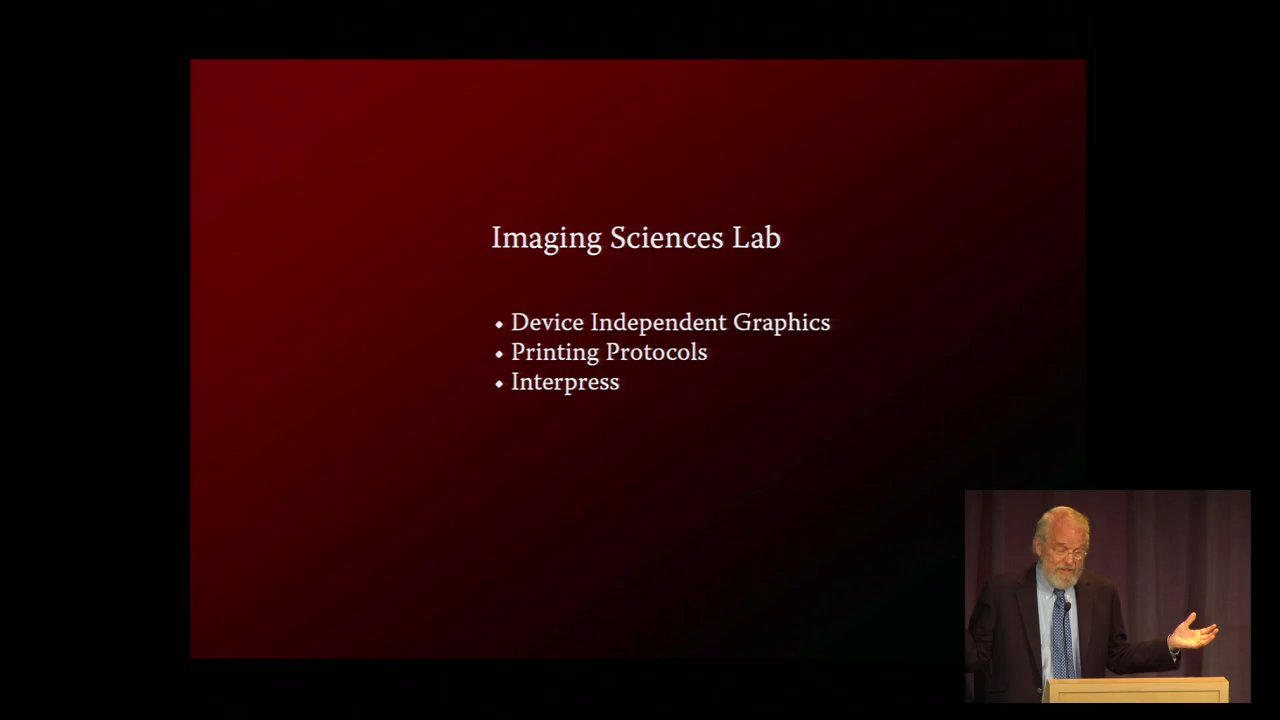 Imaging Sciences Lab
• Device Independent Graphics
• Printing Protocols
• Interpress